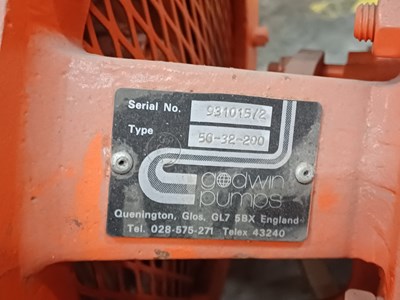 Serial No. 931015/2
Type 5G-32-200
godwin
pumps
Quenington, Glos, GL7 5BX England
Tel. 028-575-271 Telex 43240